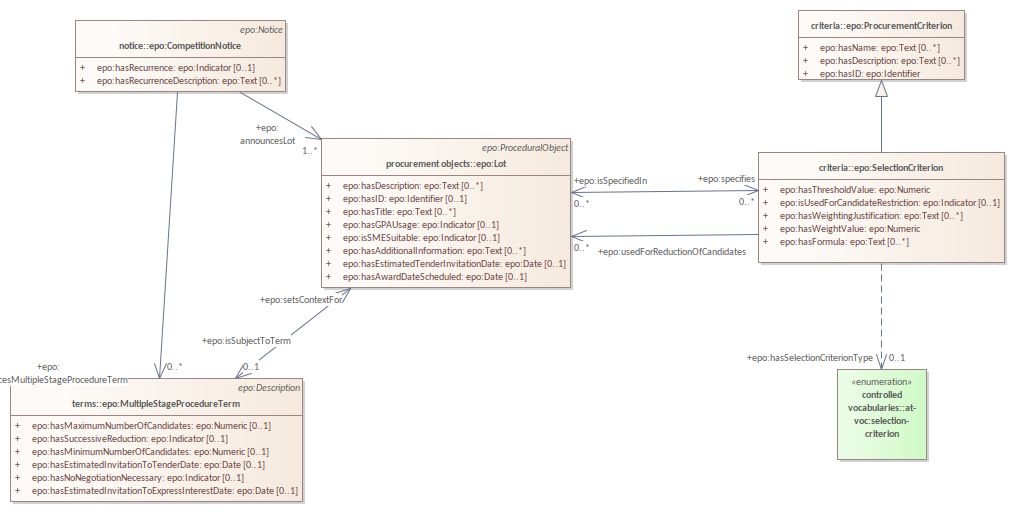 epo:Notice
notice::epo:CompetitionNotice
+ epo:hasRecurrence: epo:Indicator [0..1]
+ epo:hasRecurrenceDescription: epo:Text [0..*]
criteria::epo:ProcurementCriterion
+ epo:hasName: epo:Text [0..*]
+ epo:hasDescription: epo:Text [0..*]
+ epo:hasID: epo:Identifier
+epo:
announcesLot
1..*
epo:ProceduralObject
procurement objects::epo:Lot
+ epo:hasDescription: epo:Text [0..*]
+ epo:hasID: epo:Identifier [0..1]
+ epo:hasTitle: epo:Text [0..*]
+ epo:hasGPAUsage: epo:Indicator [0..1]
+ epo:isSMESuitable: epo:Indicator [0..1]
+ epo:hasAdditionalInformation: epo:Text [0..*]
+ epo:hasEstimatedTenderInvitationDate: epo:Date [0..1]
+ epo:hasAwardDateScheduled: epo:Date [0..1]
+epo:isSpecifiedIn
0..*
+epo:specifies
0..*
0..*
+epo:usedForReductionOfCandidates
criteria::epo:SelectionCriterion
+ epo:hasThresholdValue: epo:Numeric
+ epo:isUsedForCandidateRestriction: epo:Indicator [0..1]
+ epo:hasWeightingJustification: epo:Text [0..*]
+ epo:hasWeightValue: epo:Numeric
+ epo:hasFormula: epo:Text [0..*]
+epo:setsContextFor
+epo:isSubjectToTerm
0..1
+epo:
cesMultipleStageProcedureTerm
0..*
+epo:hasSelectionCriterionType
0..1
epo:Description
terms::epo:MultipleStageProcedureTerm
+ epo:hasMaximumNumberOfCandidates: epo:Numeric [0..1]
+ epo:hasSuccessiveReduction: epo:Indicator [0..1]
+ epo:hasMinimumNumberOfCandidates: epo:Numeric [0..1]
+ epo:hasEstimatedInvitationToTenderDate: epo:Date [0..1]
+ epo:hasNoNegotiationNecessary: epo:Indicator [0..1]
+ epo:hasEstimatedInvitationToExpressInterestDate: epo:Date [0..1]
«enumeration»
controlled
vocabularies::at-
voc:selection-
criterion